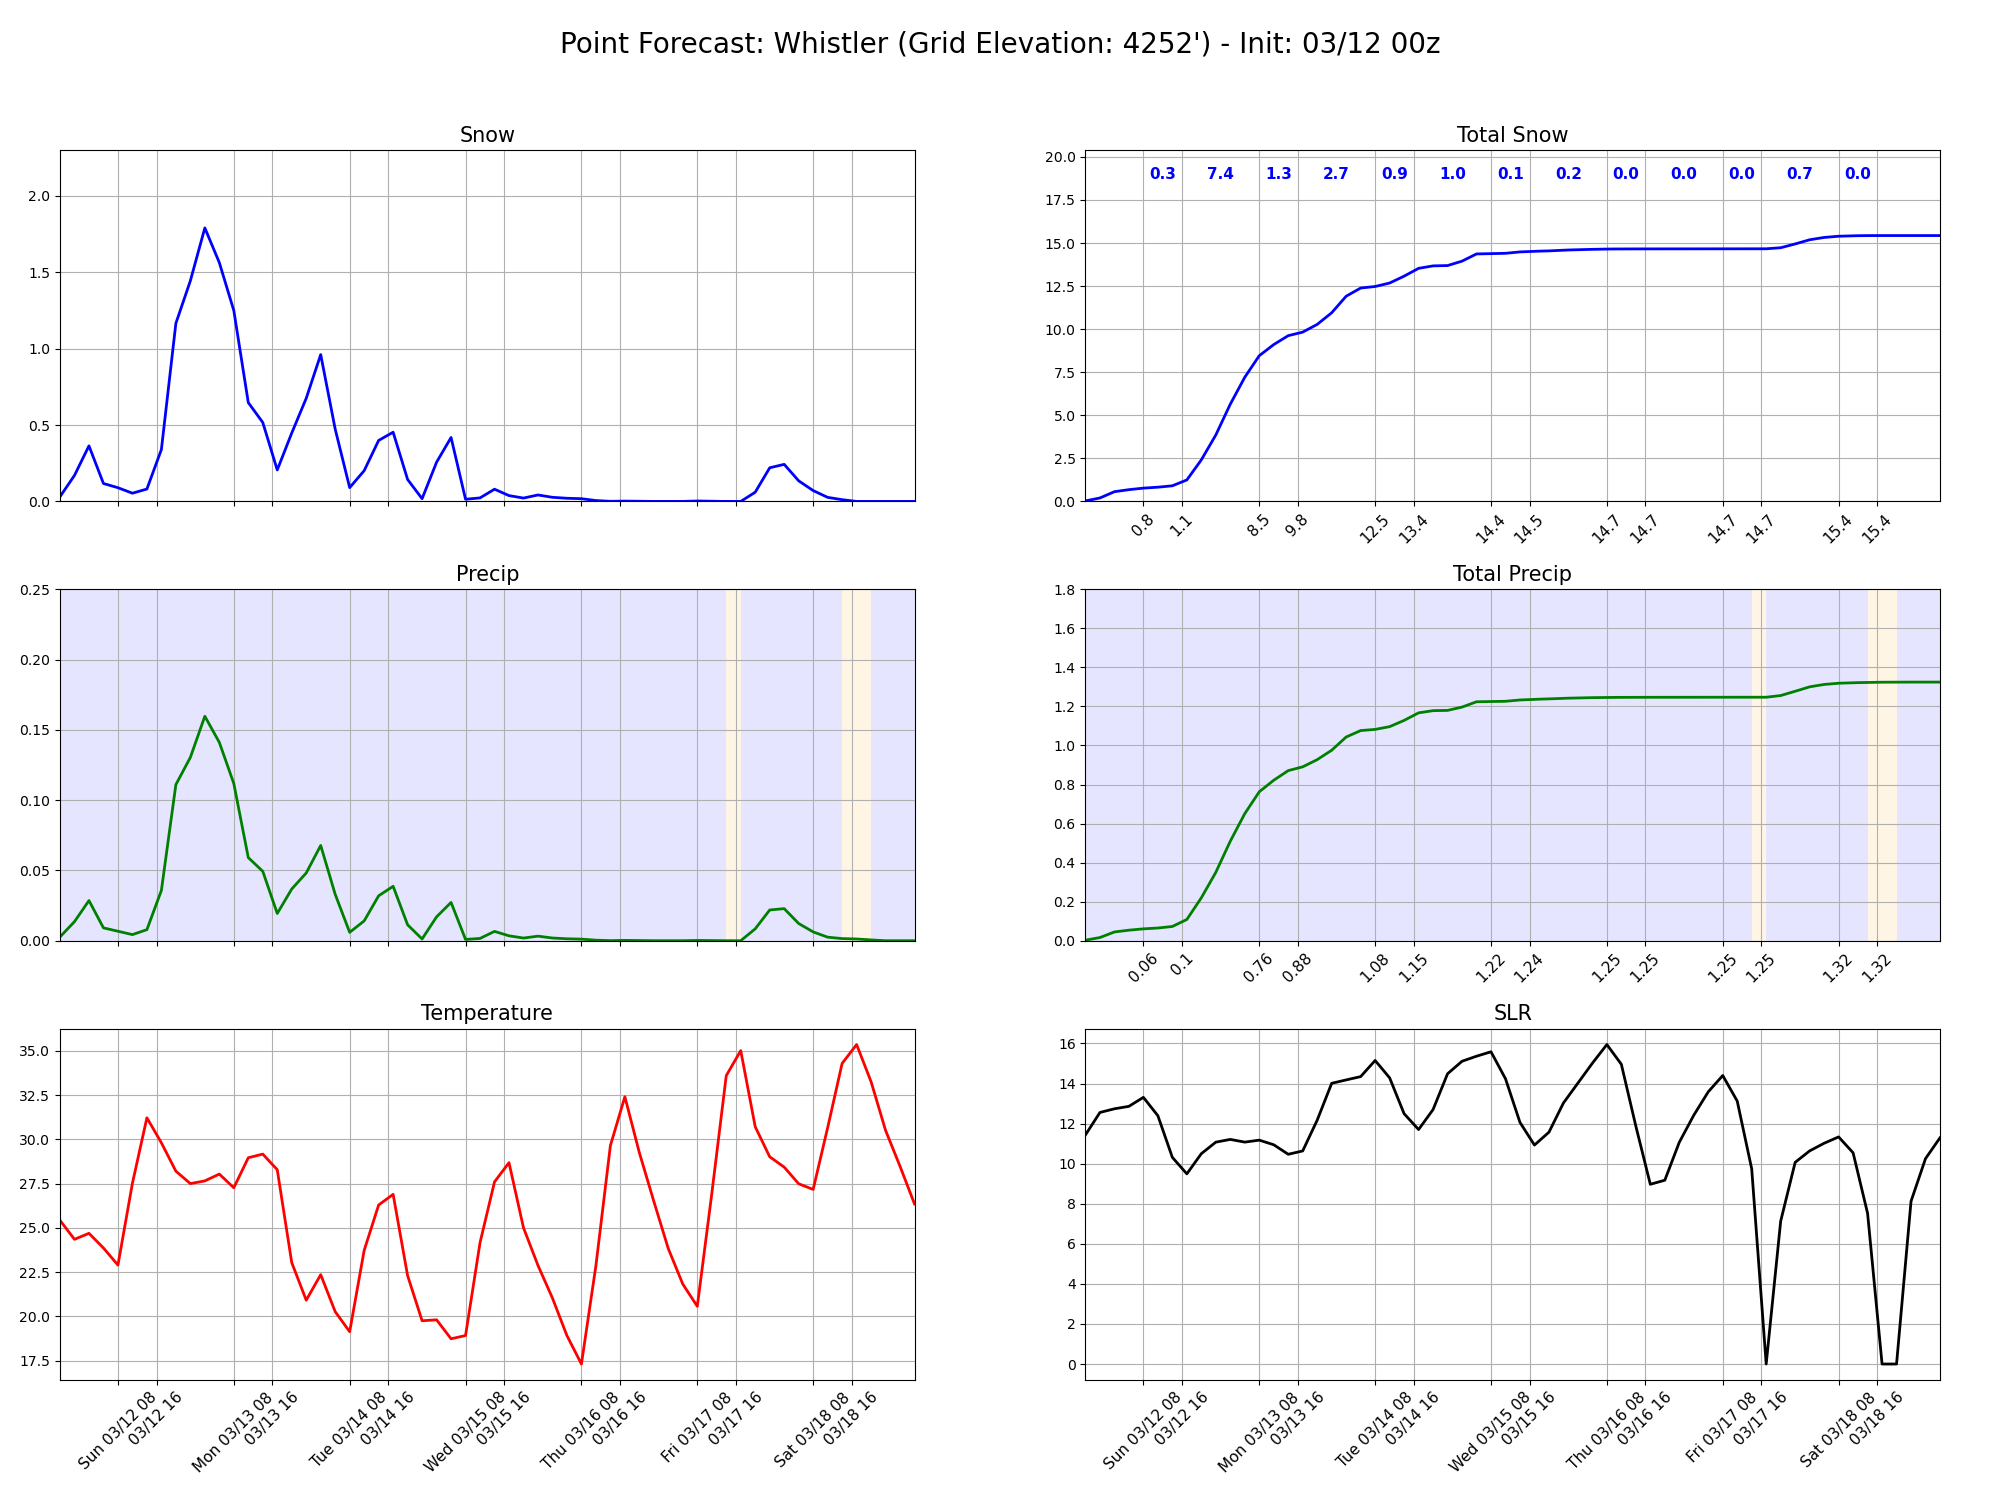 Point Forecast: Whistler (Grid Elevation: 4252') - Init: 03/12 00z
Snow
2.0
1.5
1.0
0.5
0.0
Total Snow
20.0
17.5
15.0
12.5
10.0
7.5
5.0
2.5
0.0
0.3 7.4 1.3 2.7 0.9 1.0 0.1 0.2 0.0 0.0 0.0 0.7 0.0
0.8 1.1 8.5 9.8 12.5 13.4 14.4 14.5 14.7 14.7 14.7 14.7 15.4 15.4
Precip
0.25
0.20
0.15
0.10
0.05
0.00
Total Precip
1.8
1.6
1.4
1.2
1.0
0.8
0.6
0.4
0.2
0.0
0.06 0.1 0.76 0.88 1.08 1.15 1.22 1.24 1.25 1.25 1.25 1.25 1.32 1.32
Temperature
35.0
32.5
30.0
27.5
25.0
22.5
20.0
17.5
Sun 03/12 08
03/12 16
Mon 03/13 08
03/13 16
Tue 03/14 08
03/14 16
Wed 03/15 08
03/15 16
Thu 03/16 08
03/16 16
Fri 03/17 08
03/17 16
Sat 03/18 08
03/18 16
SLR
16
14
12
10
8
6
4
2
0
Sun 03/12 08
03/12 16
Mon 03/13 08
03/13 16
Tue 03/14 08
03/14 16
Wed 03/15 08
03/15 16
Thu 03/16 08
03/16 16
Fri 03/17 08
03/17 16
Sat 03/18 08
03/18 16